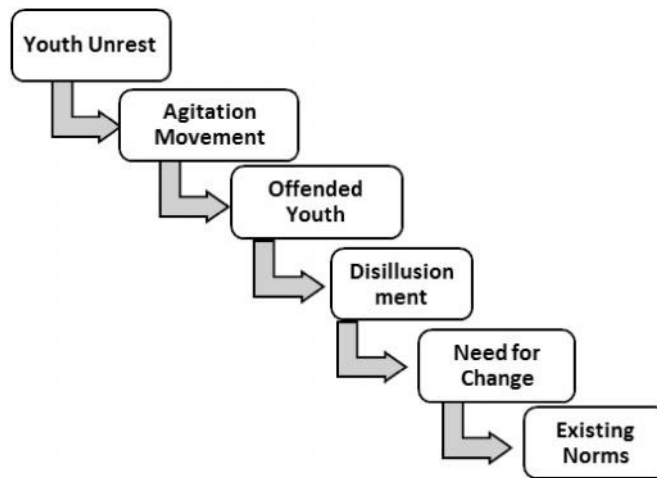 Youth Unrest
Agitation
Movement
Offended
Youth
Disillusion
ment
Need for
Change
Existing
Norms